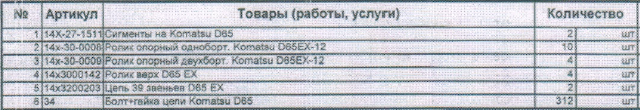 № Артикул Товары (работы, услуги) Количество
1 14X-27-1511 Сигменты на Komatsu D65 2 шт
2 14x-30-0006 Ролик опорный одноборт. Komatsu D65EX-12 10 шт
3 14x-30-0009 Ролик опорный двухборт. Komatsu D65EX-12 4 шт
4 14x3000142 Ролик верх D65 EX 4 шт
5 14x3200203 Цепь 39 звеньев D65 EX 2 шт
6 34 Болт+гайка цепи Komatsu D65 312 шт